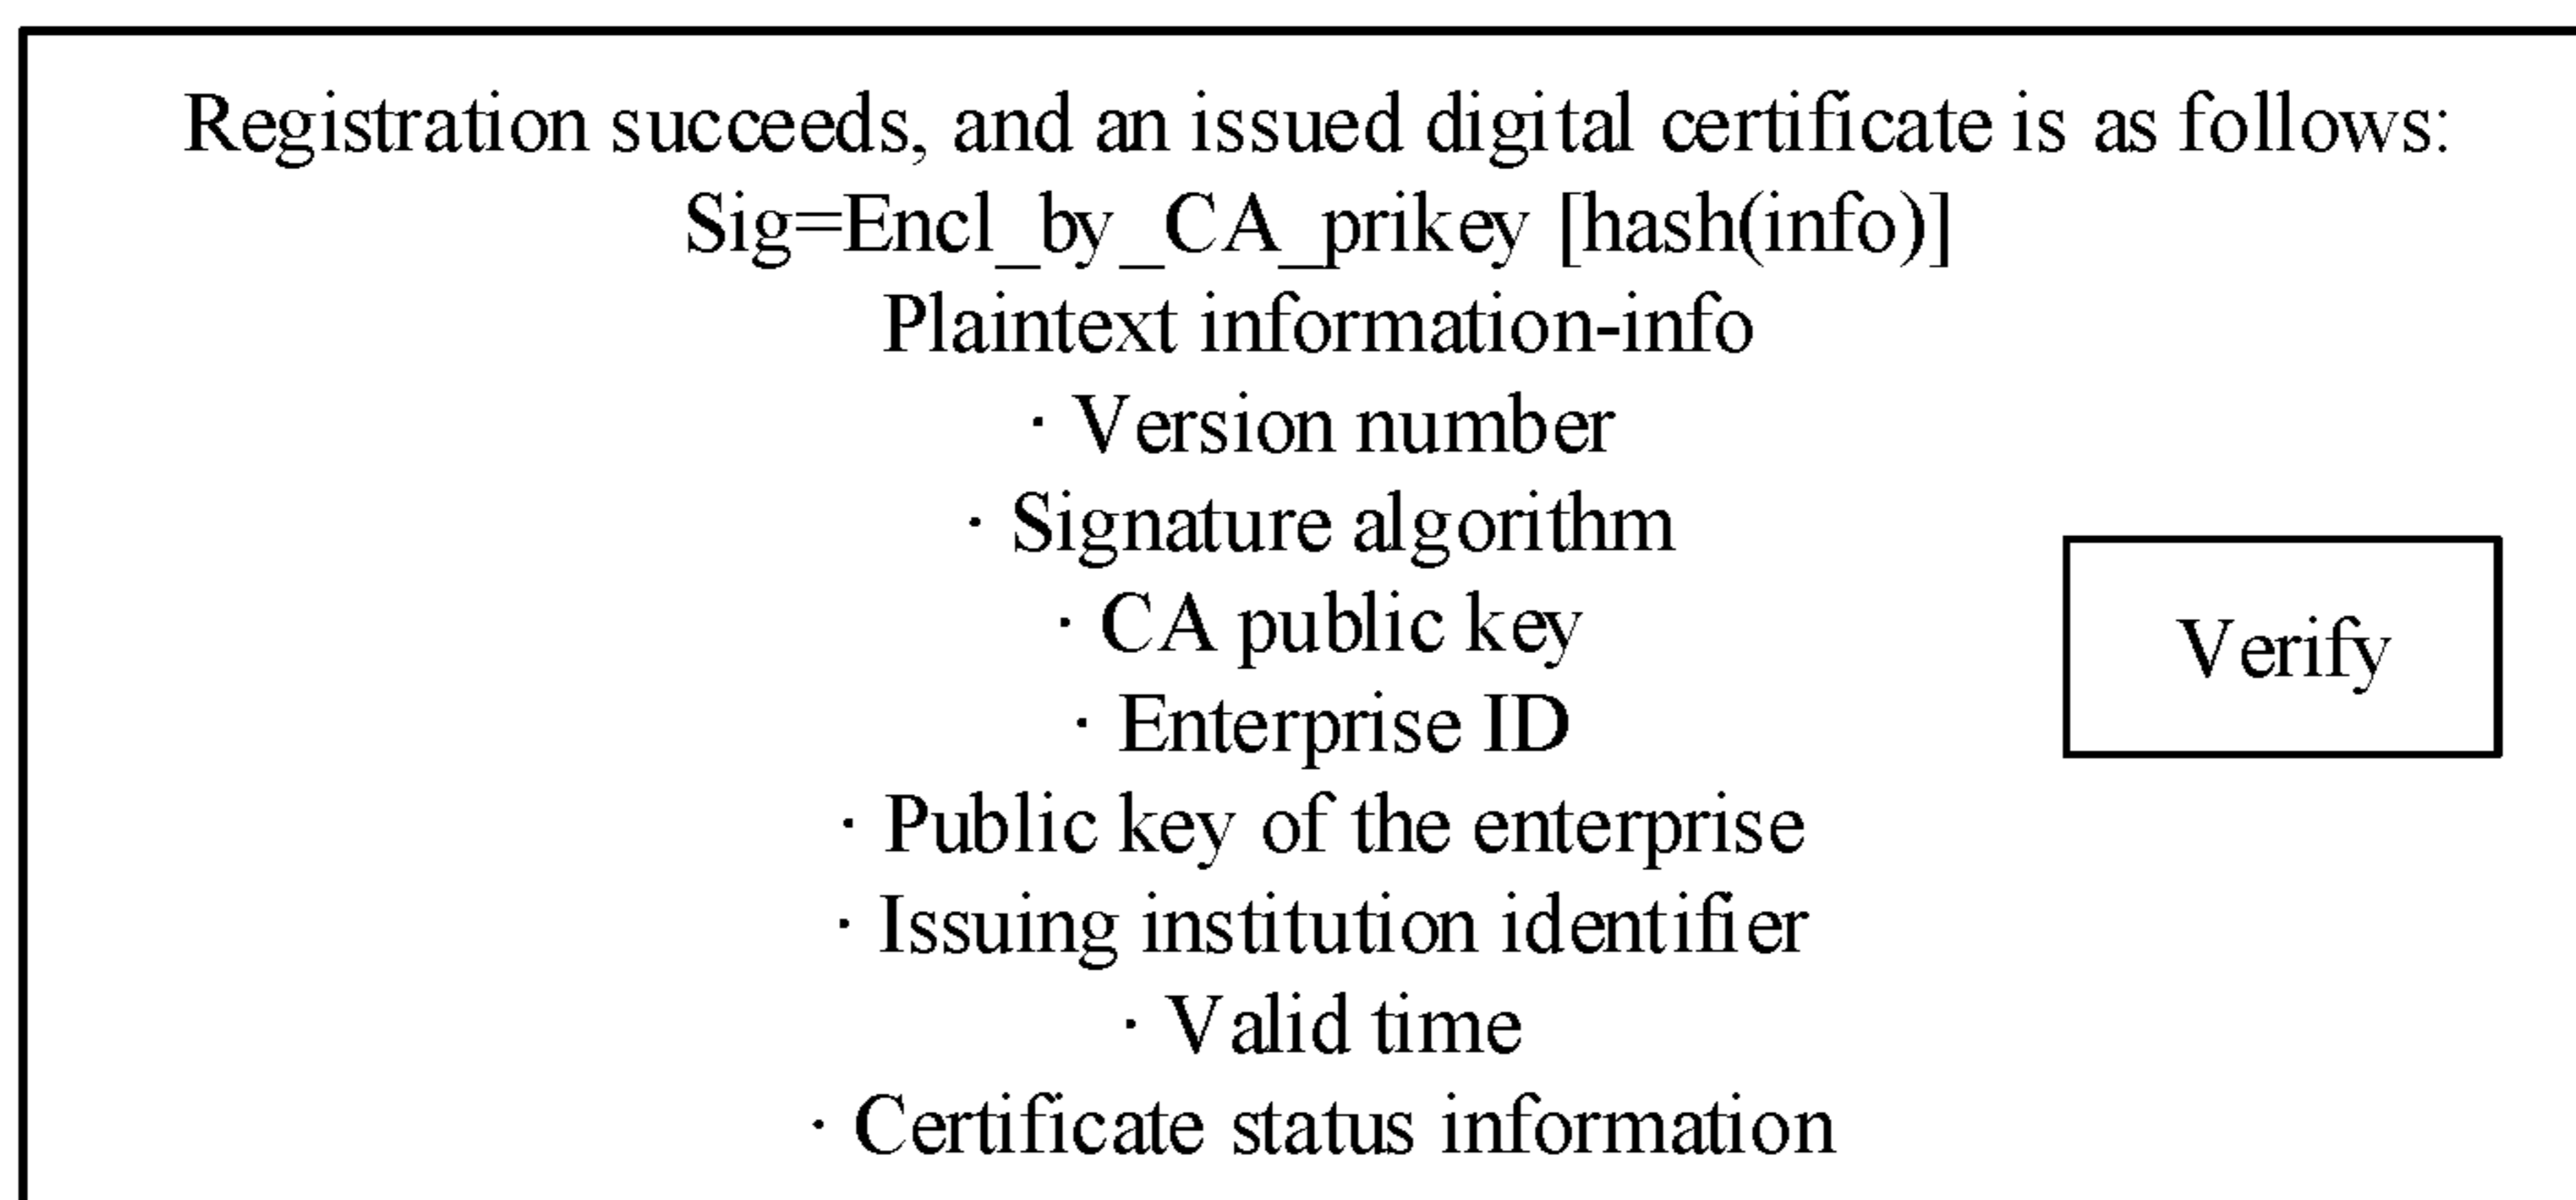 Registration succeeds, and an issued digital certificate is as follows:
Sig=Encl_by_CA_prikey [hash(info)]
Plaintext information-info
· Version number
· Signature algorithm
· CA public key
· Enterprise ID
· Public key of the enterprise
· Issuing institution identifier
· Valid time
· Certificate status information
Verify